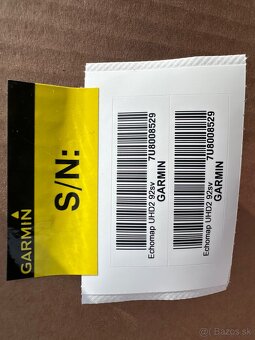 GARMIN
S/N:
Echomap UHD2 92sv
7U8008529
GARMIN
Echomap UHD2 92sv
7U8008529
GARMIN
© bazos.sk